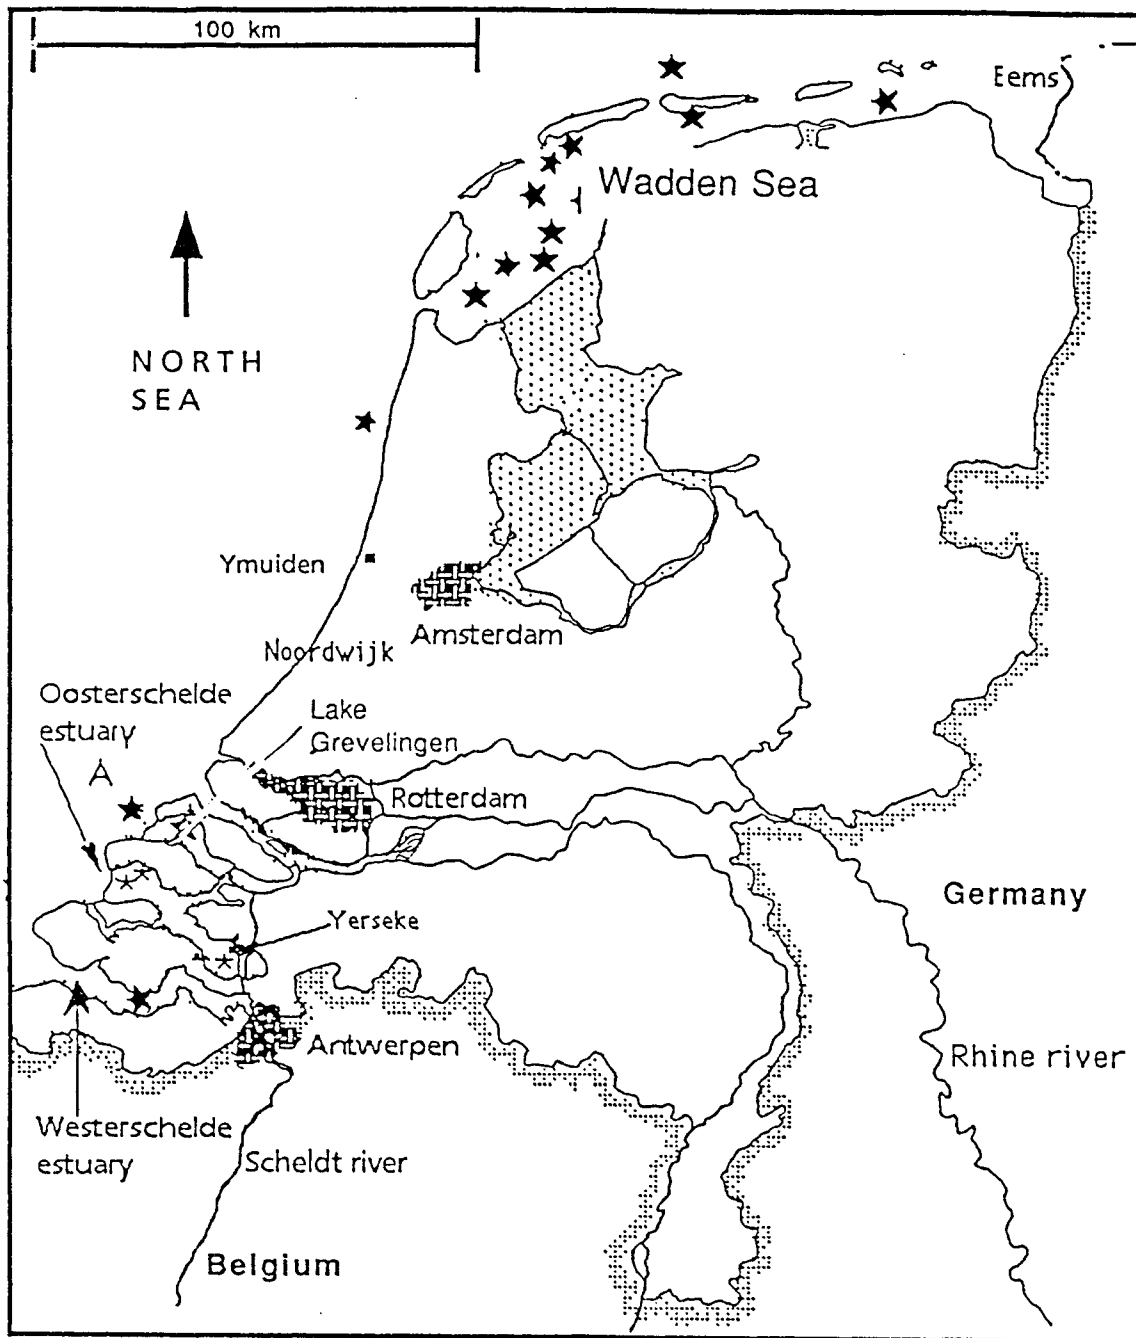 100 km
Eems
Wadden Sea
NORTH
SEA
Ymuiden
Amsterdam
Noordwijk
Oosterschelde
estuary
Lake
Grevelingen
Rotterdam
Germany
Yerseke
Antwerpen
Rhine river
Westerschelde
estuary
Scheldt river
Belgium